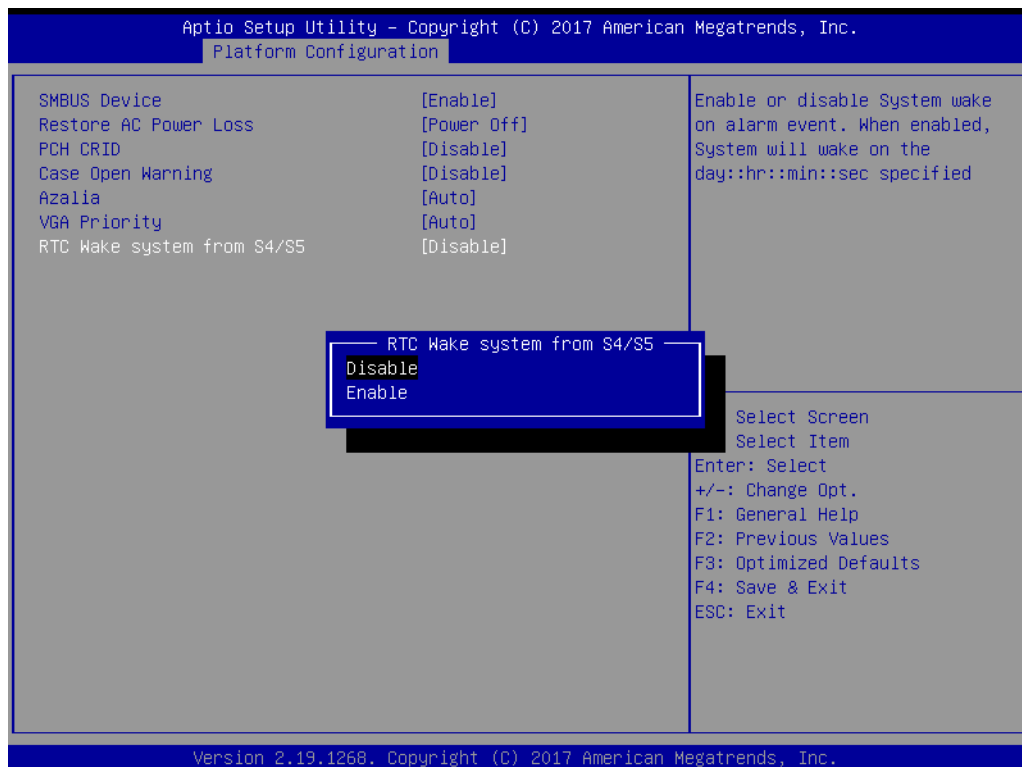 Aptio Setup Utility – Copyright (C) 2017 American Megatrends, Inc.
Platform Configuration
SMBUS Device [Enable]
Restore AC Power Loss [Power Off]
PCH CRID [Disable]
Case Open Warning [Disable]
Azalia [Auto]
VGA Priority [Auto]
RTC Wake system from S4/S5 [Disable]
Enable or disable System wake
on alarm event. When enabled,
System will wake on the
day::hr::min::sec specified
RTC Wake system from S4/S5
Disable
Enable
Select Screen
Select Item
Enter: Select
+/-: Change Opt.
F1: General Help
F2: Previous Values
F3: Optimized Defaults
F4: Save & Exit
ESC: Exit
Version 2.19.1268. Copyright (C) 2017 American Megatrends, Inc.